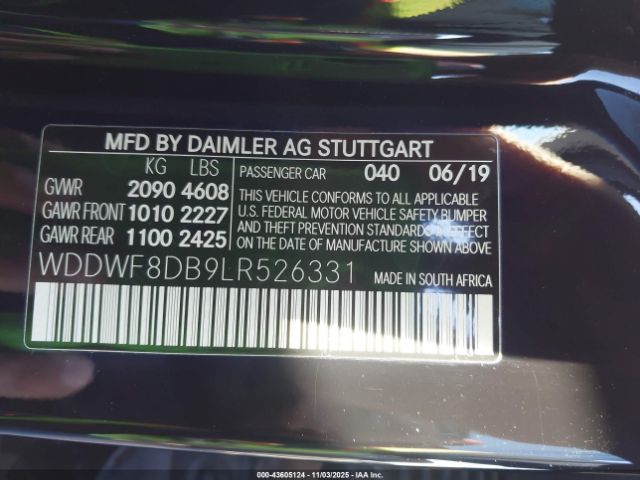 MFD BY DAIMLER AG STUTTGART
KG LBS
GVWR 2090 4608
GAWR FRONT 1010 2227
GAWR REAR 1100 2425
PASSENGER CAR 040 06/19
THIS VEHICLE CONFORMS TO ALL APPLICABLE
U.S. FEDERAL MOTOR VEHICLE SAFETY BUMPER
AND THEFT PREVENTION STANDARDS IN EFFECT
ON THE DATE OF MANUFACTURE SHOWN ABOVE
WDDWF8DB9LR526331
MADE IN SOUTH AFRICA
000-43605124 - 11/03/2025 - IAAI.COM